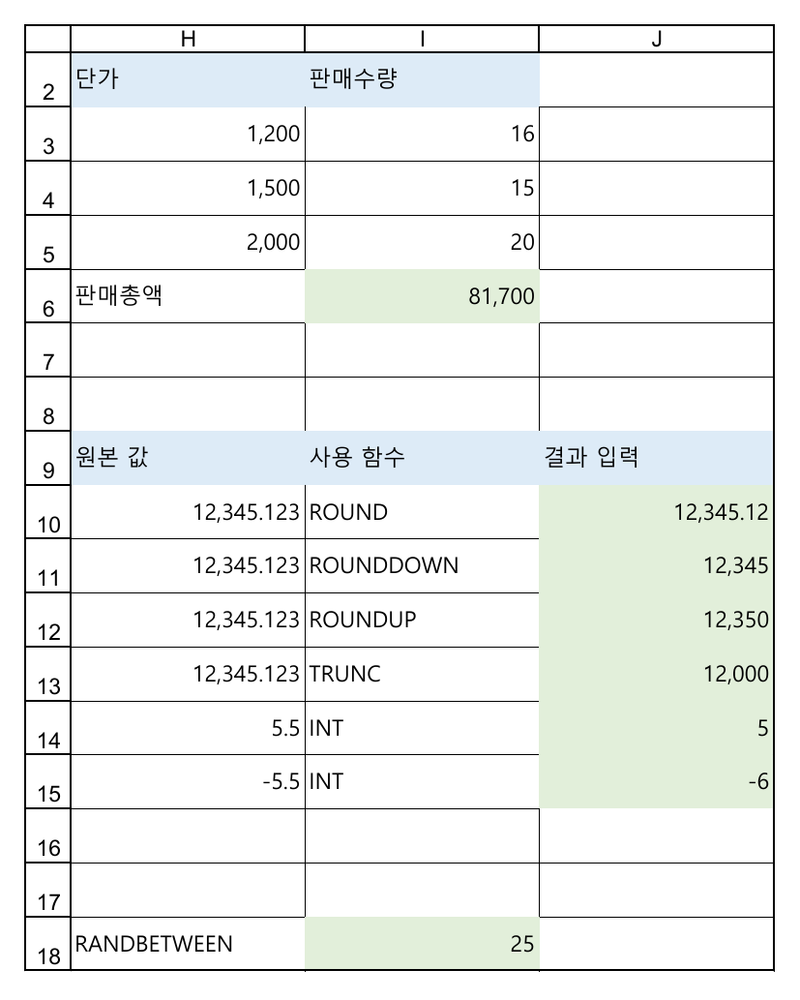 H I J
2 단가 판매수량
3 1,200 16
4 1,500 15
5 2,000 20
6 판매총액 81,700
7
8
9 원본 값 사용 함수 결과 입력
10 12,345.123 ROUND 12,345.12
11 12,345.123 ROUNDDOWN 12,345
12 12,345.123 ROUNDUP 12,350
13 12,345.123 TRUNC 12,000
14 5.5 INT 5
15 -5.5 INT -6
16
17
18 RANDBETWEEN 25